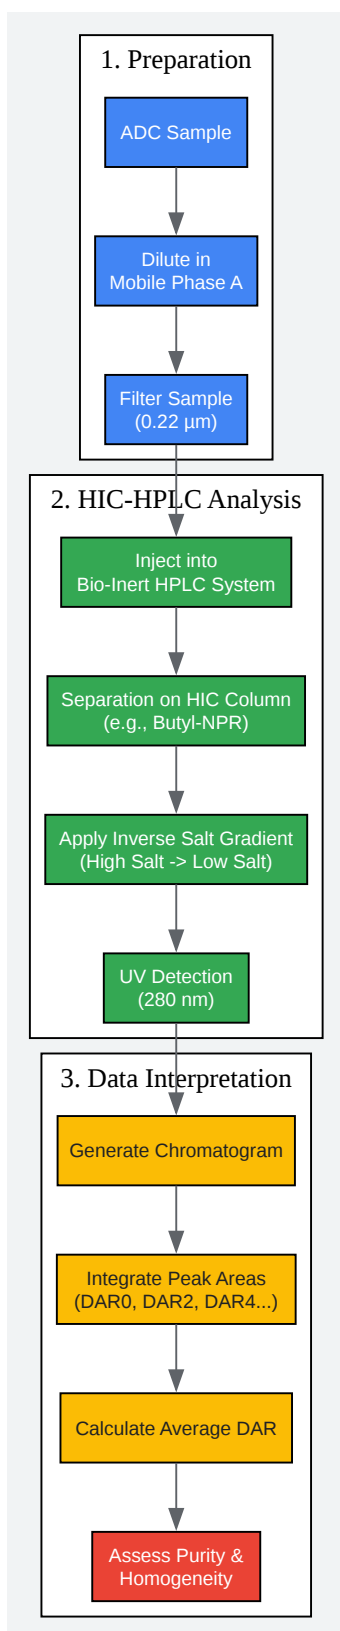 1. Preparation
ADC Sample
Dilute in
Mobile Phase A
Filter Sample
(0.22 µm)
2. HIC-HPLC Analysis
Inject into
Bio-Inert HPLC System
Separation on HIC Column
(e.g., Butyl-NPR)
Apply Inverse Salt Gradient
(High Salt -> Low Salt)
UV Detection
(280 nm)
3. Data Interpretation
Generate Chromatogram
Integrate Peak Areas
(DAR0, DAR2, DAR4...)
Calculate Average DAR
Assess Purity &
Homogeneity